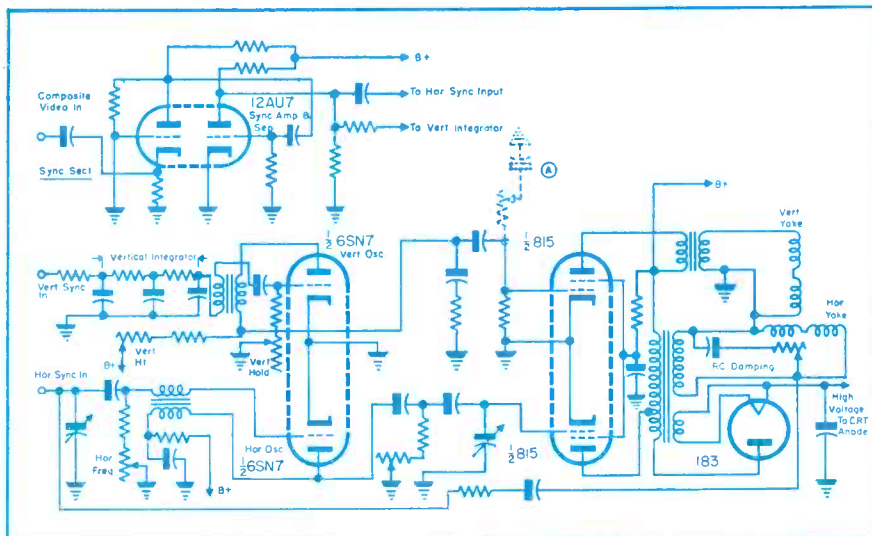 B+
Composite
Video In
12AU7
Sync Amp &
Sep
To Hor Sync Input
To Vert Integrator
Sync Sect
A
½ 6SN7
Vert Osc
½ 815
B+
Vert
Yoke
Vertical Integrator
Vert Sync
In
Hor
Yoke
Vert
Ht
Vert
Hold
B+
RC Damping
Hor Sync In
High
Voltage
To CRT
Anode
Hor Osc
½ 6SN7
½ 815
183
Hor
Freq
B+